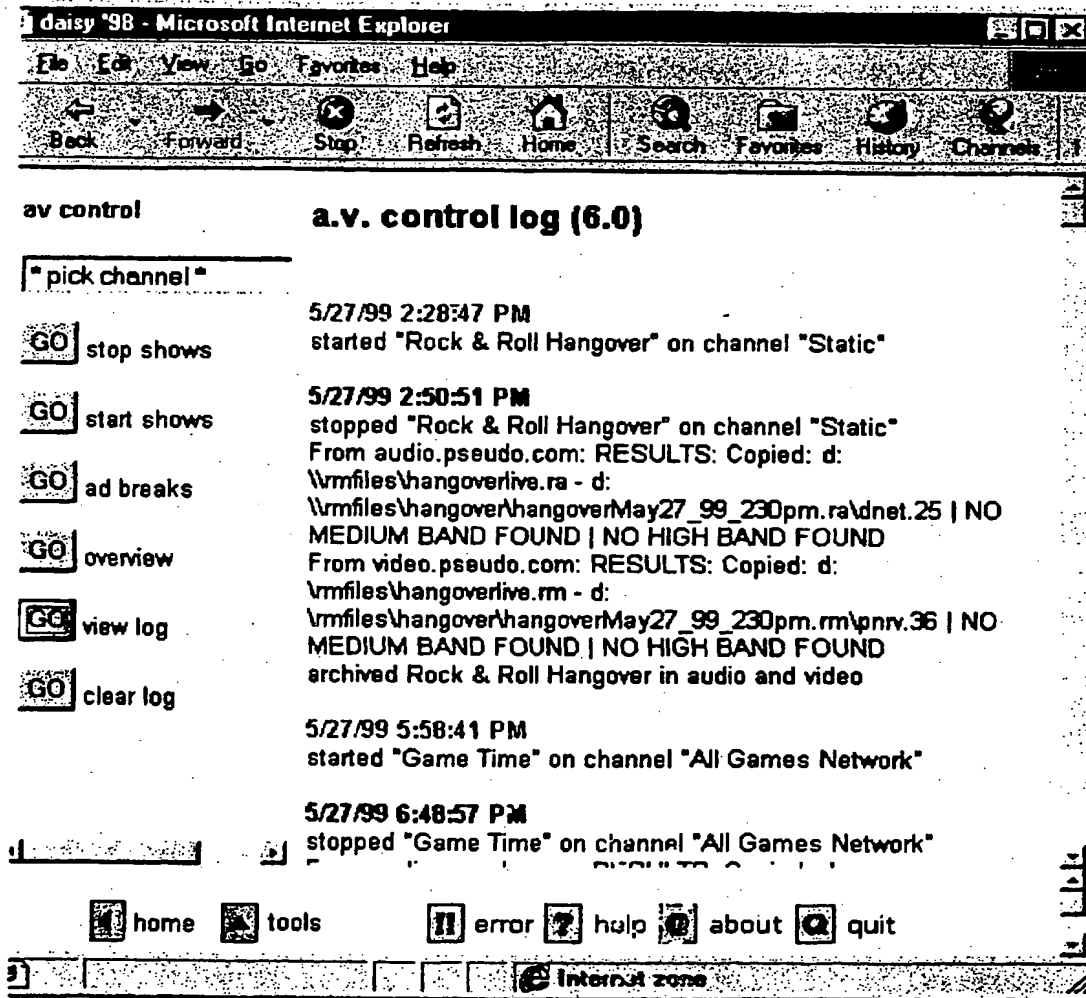 daisy '98 - Microsoft Internet Explorer
File Edit View Go Favorites Help
Back Forward Stop Refresh Home Search Favorites History Channels
av control
* pick channel *
GO stop shows
GO start shows
GO ad breaks
GO overview
GO view log
GO clear log
a.v. control log (6.0)
5/27/99 2:28:47 PM
started "Rock & Roll Hangover" on channel "Static"
5/27/99 2:50:51 PM
stopped "Rock & Roll Hangover" on channel "Static"
From audio.pseudo.com: RESULTS: Copied: d:
\\rmfiles\hangoverlive.ra - d:
\\rmfiles\hangover\hangoverMay27_99_230pm.ra\dnet.25 | NO
MEDIUM BAND FOUND | NO HIGH BAND FOUND
From video.pseudo.com: RESULTS: Copied: d:
\rmfiles\hangoverlive.rm - d:
\rmfiles\hangover\hangoverMay27_99_230pm.rm\pnrv.36 | NO
MEDIUM BAND FOUND | NO HIGH BAND FOUND
archived Rock & Roll Hangover in audio and video
5/27/99 5:58:41 PM
started "Game Time" on channel "All Games Network"
5/27/99 6:48:57 PM
stopped "Game Time" on channel "All Games Network"
home tools !! error ? help @ about Q quit
Internet zone